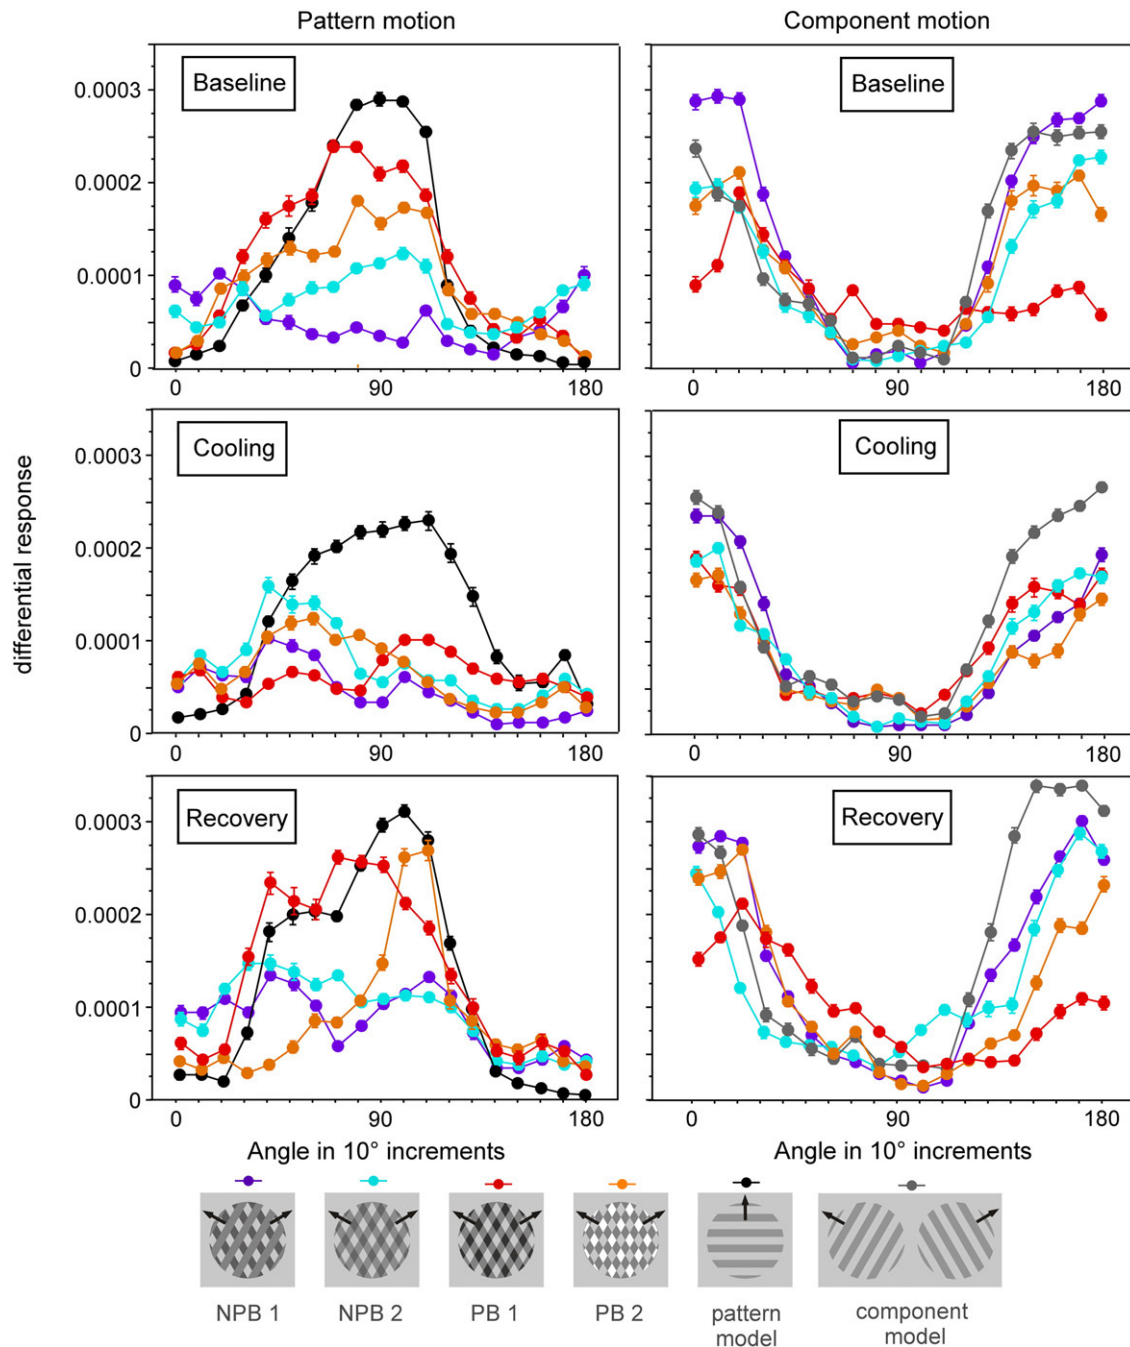 Pattern motion
Component motion
differential response
Baseline
0.0003
0.0002
0.0001
0
0 90 180
Baseline
0 90 180
Cooling
0.0003
0.0002
0.0001
0
0 90 180
Cooling
0 90 180
Recovery
0.0003
0.0002
0.0001
0
0 90 180
Recovery
0 90 180
Angle in 10° increments
Angle in 10° increments
NPB 1
NPB 2
PB 1
PB 2
pattern
model
component
model